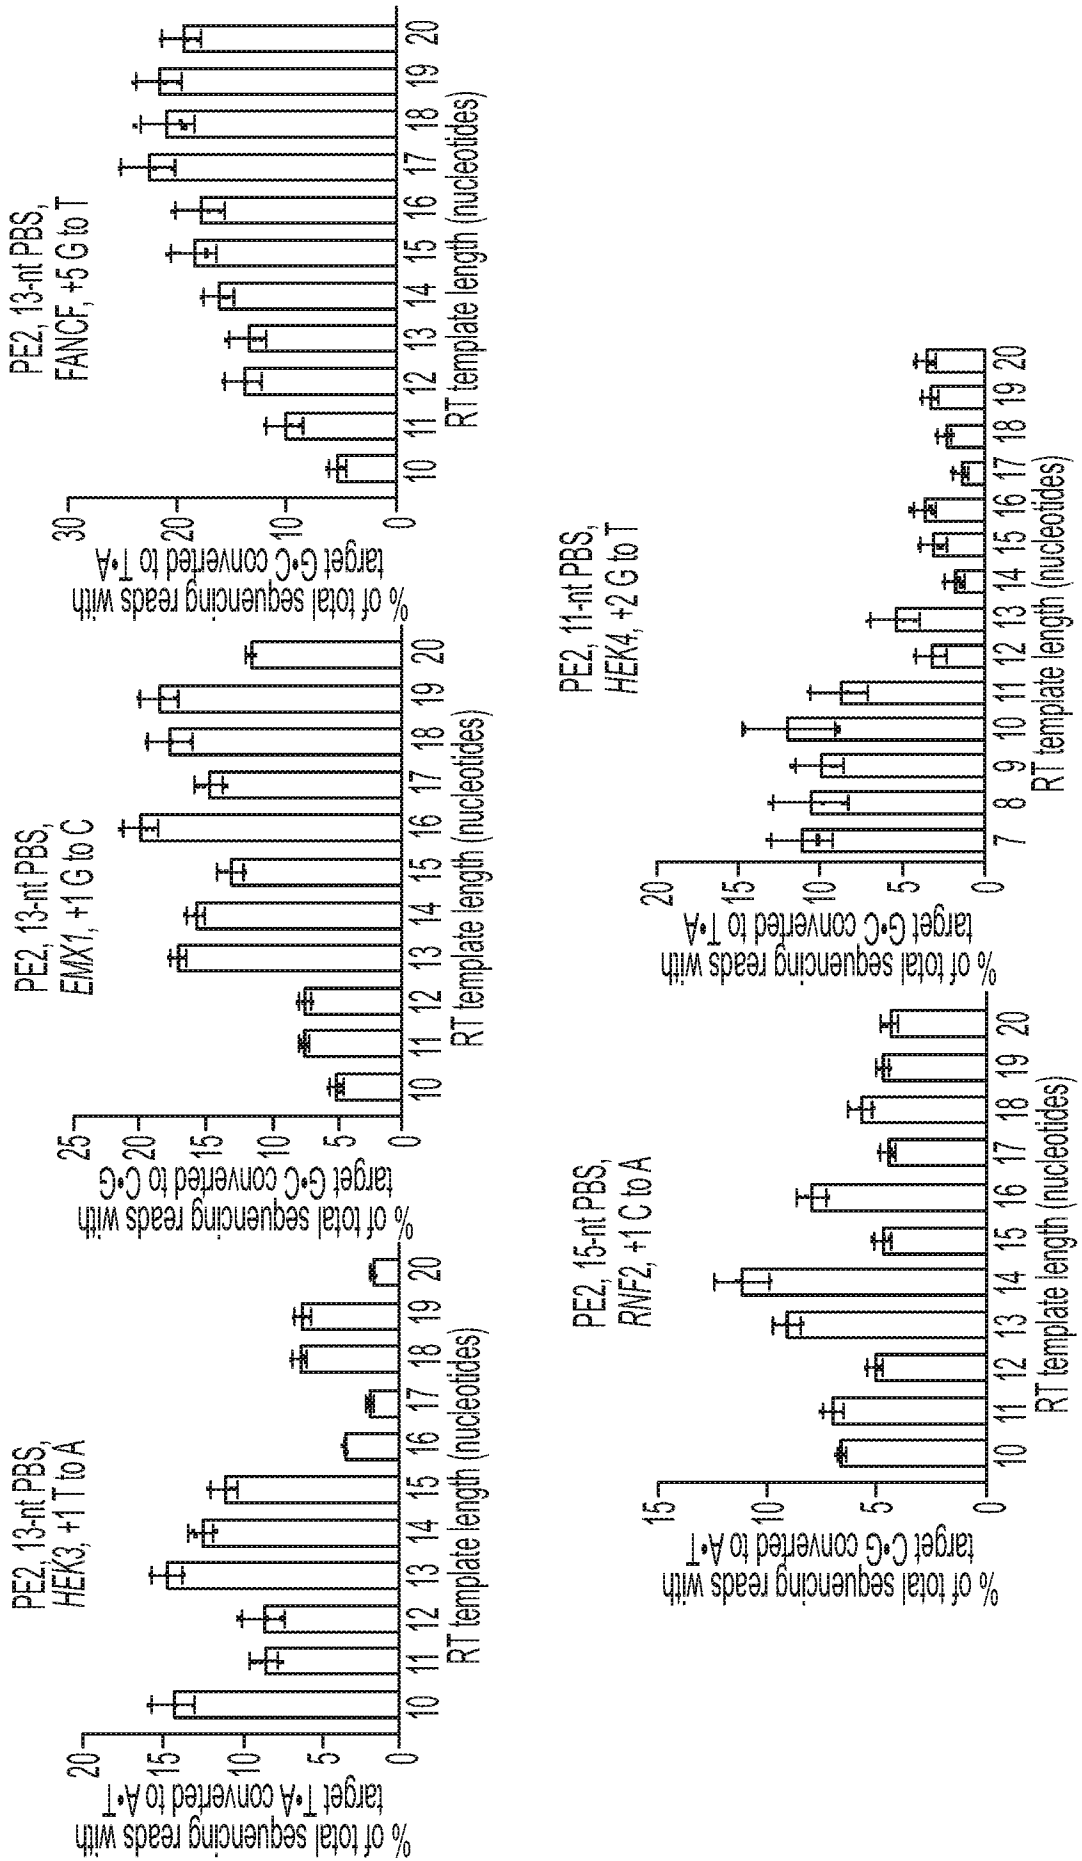 PE2, 13-nt PBS,
HEK3, +1 T to A
% of total sequencing reads with
target T•A converted to A•T
20
15
10
5
0
10 11 12 13 14 15 16 17 18 19 20
RT template length (nucleotides)
PE2, 13-nt PBS,
EMX1, +1 G to C
% of total sequencing reads with
target G•C converted to C•G
25
20
15
10
5
0
10 11 12 13 14 15 16 17 18 19 20
RT template length (nucleotides)
PE2, 13-nt PBS,
FANCF, +5 G to T
% of total sequencing reads with
target G•C converted to T•A
30
20
10
0
10 11 12 13 14 15 16 17 18 19 20
RT template length (nucleotides)
PE2, 15-nt PBS,
RNF2, +1 C to A
% of total sequencing reads with
target C•G converted to A•T
15
10
5
0
10 11 12 13 14 15 16 17 18 19 20
RT template length (nucleotides)
PE2, 11-nt PBS,
HEK4, +2 G to T
% of total sequencing reads with
target G•C converted to T•A
20
15
10
5
0
7 8 9 10 11 12 13 14 15 16 17 18 19 20
RT template length (nucleotides)